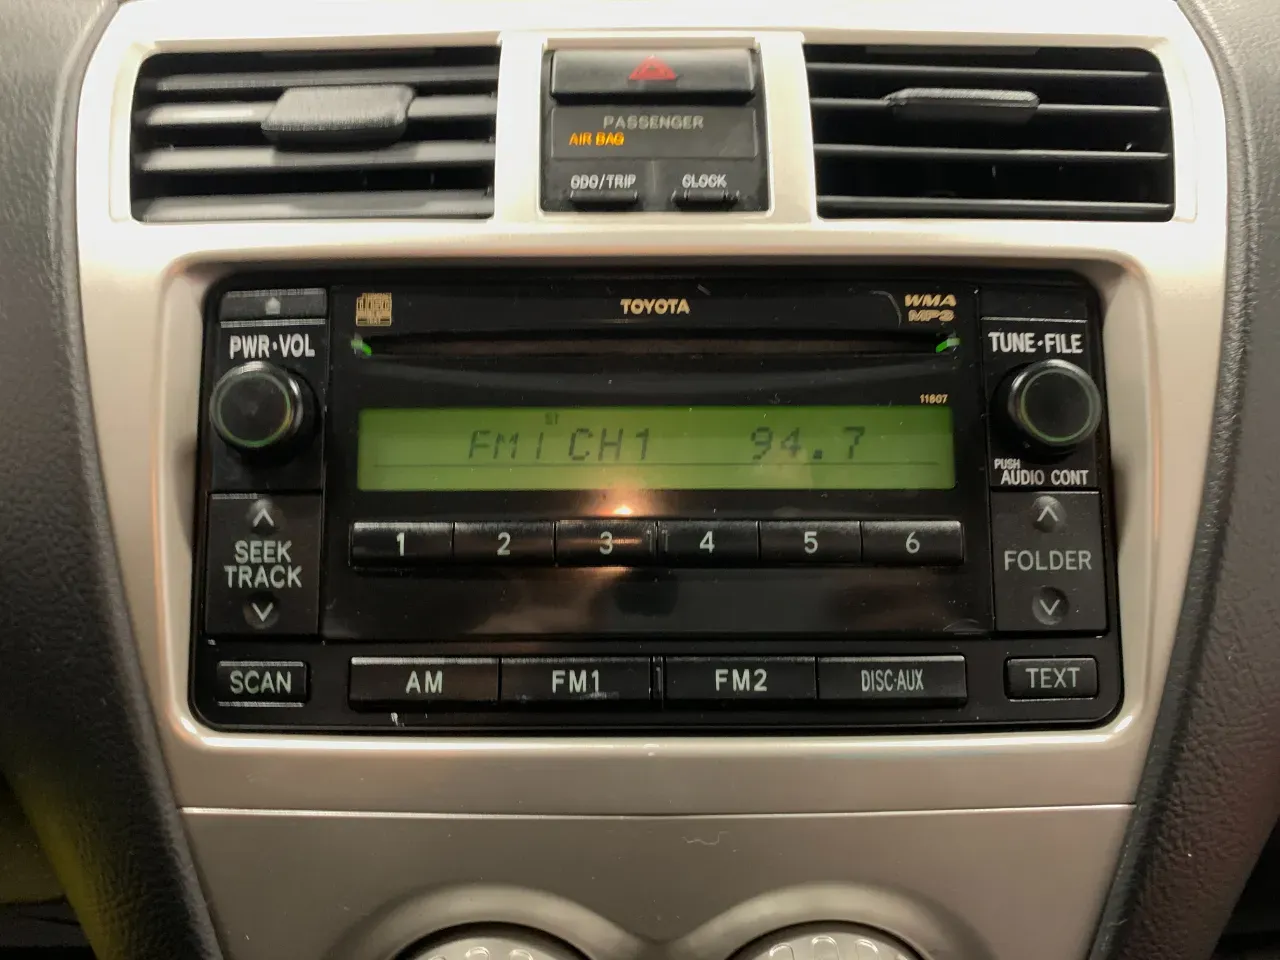 PASSENGER
AIR BAG
ODO/TRIP CLOCK
TOYOTA
WMA
MP3
PWR·VOL
TUNE·FILE
11807
ST
FM1 CH1 94.7
PUSH
AUDIO CONT
1 2 3 4 5 6
SEEK
TRACK
FOLDER
SCAN
AM FM1 FM2 DISC·AUX
TEXT